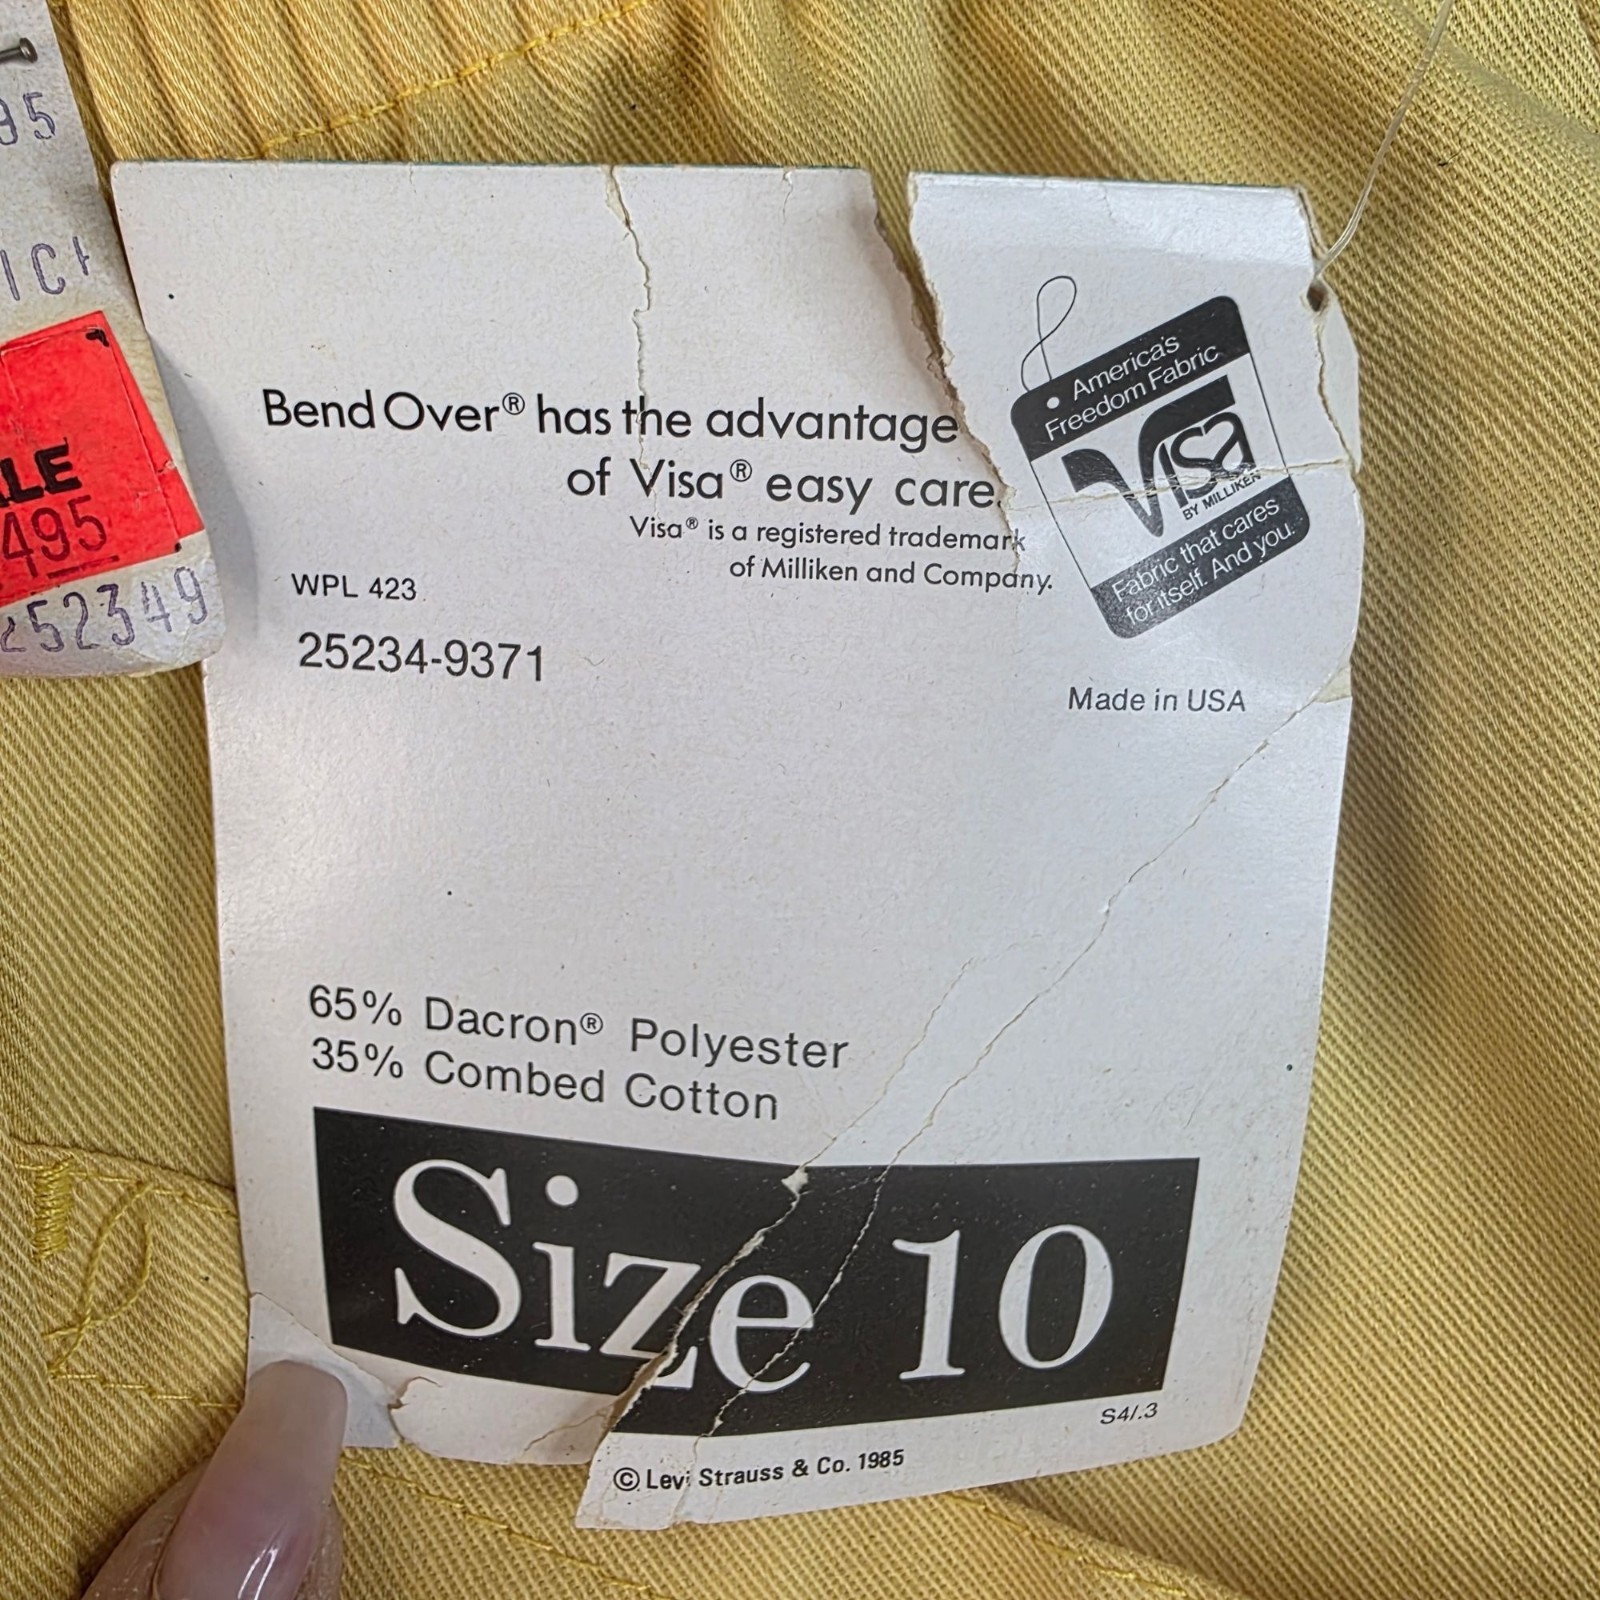 95
ICH
ALE
1495
252349
Bend Over® has the advantage
of Visa® easy care.
Visa® is a registered trademark
of Milliken and Company.
WPL 423
25234-9371
America's
Freedom Fabric
Visa
BY MILLIKEN
Fabric that cares
for itself. And you.
Made in USA
65% Dacron® Polyester
35% Combed Cotton
Size 10
S4/.3
© Levi Strauss & Co. 1985